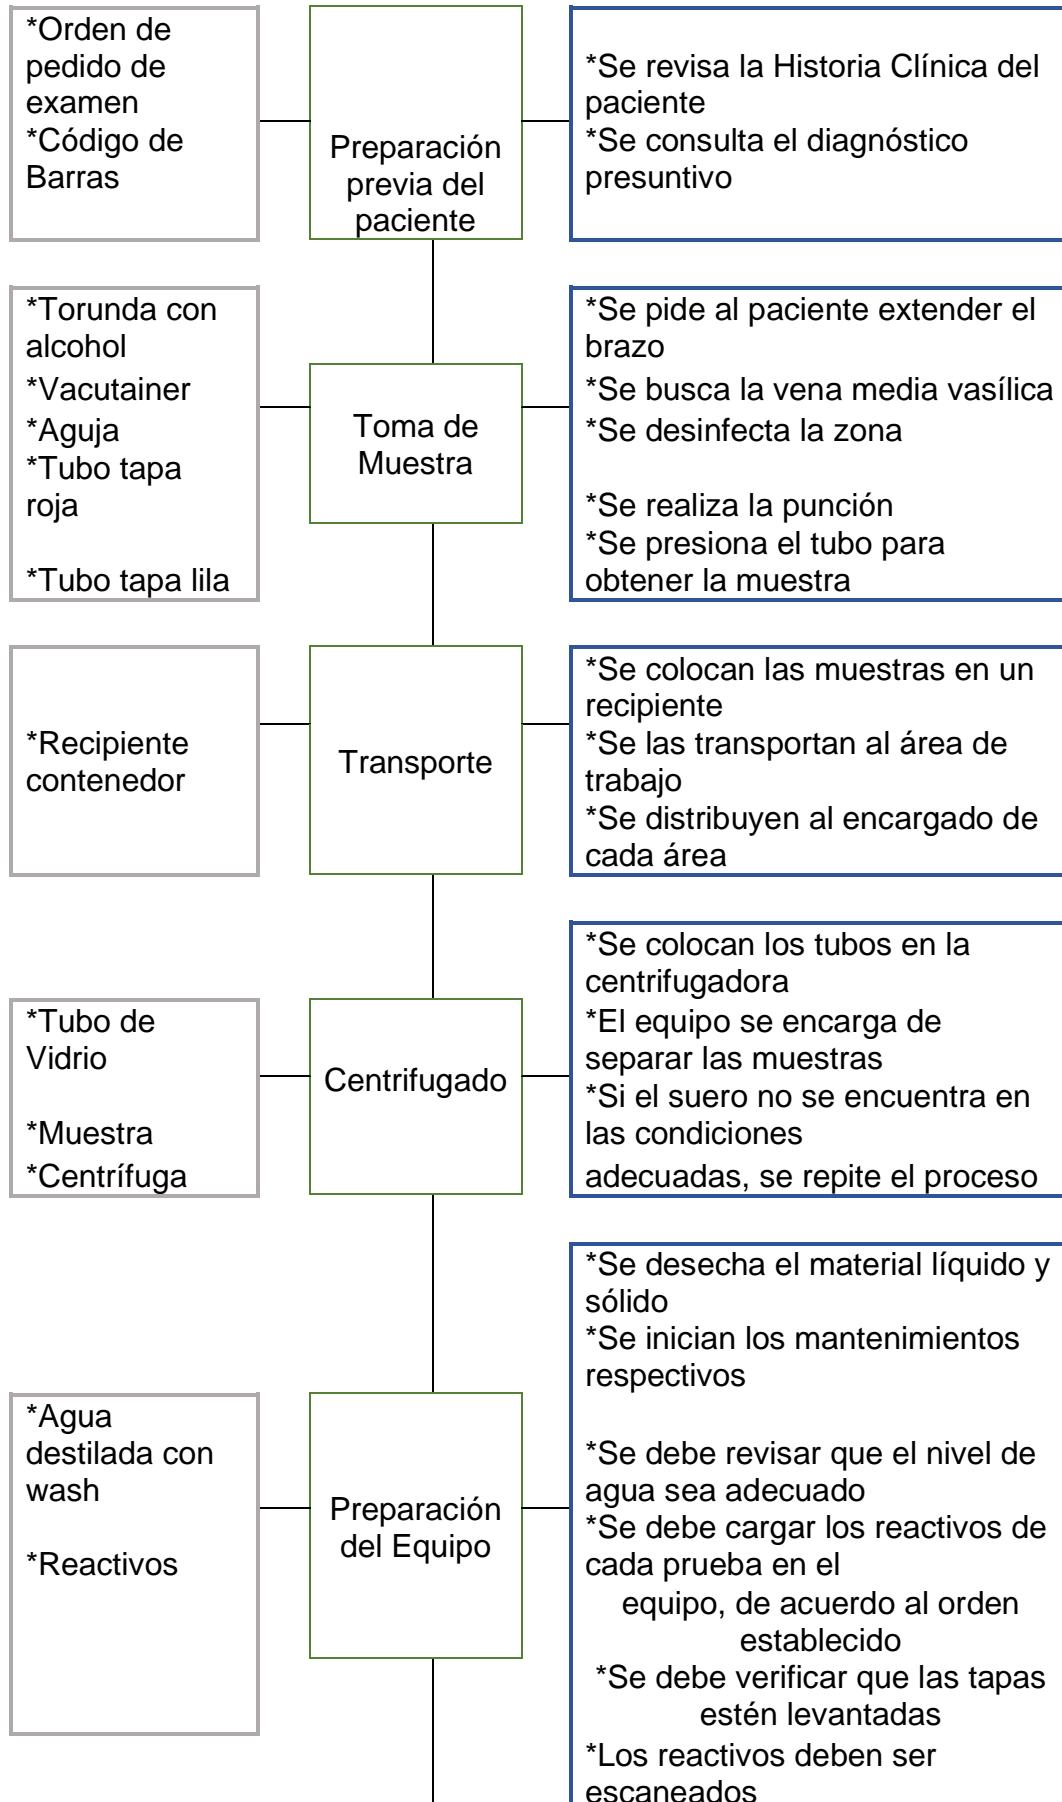 *Orden de
pedido de
examen
*Código de
Barras
Preparación
previa del
paciente
*Se revisa la Historia Clínica del
paciente
*Se consulta el diagnóstico
presuntivo
*Torunda con
alcohol
*Vacutainer
*Aguja
*Tubo tapa
roja
*Tubo tapa lila
Toma de
Muestra
*Se pide al paciente extender el
brazo
*Se busca la vena media vasílica
*Se desinfecta la zona
*Se realiza la punción
*Se presiona el tubo para
obtener la muestra
*Recipiente
contenedor
Transporte
*Se colocan las muestras en un
recipiente
*Se las transportan al área de
trabajo
*Se distribuyen al encargado de
cada área
*Tubo de
Vidrio
*Muestra
*Centrífuga
Centrifugado
*Se colocan los tubos en la
centrifugadora
*El equipo se encarga de
separar las muestras
*Si el suero no se encuentra en
las condiciones
adecuadas, se repite el proceso
*Agua
destilada con
wash
*Reactivos
Preparación
del Equipo
*Se desecha el material líquido y
sólido
*Se inician los mantenimientos
respectivos
*Se debe revisar que el nivel de
agua sea adecuado
*Se debe cargar los reactivos de
cada prueba en el
equipo, de acuerdo al orden
establecido
*Se debe verificar que las tapas
estén levantadas
*Los reactivos deben ser
escaneados